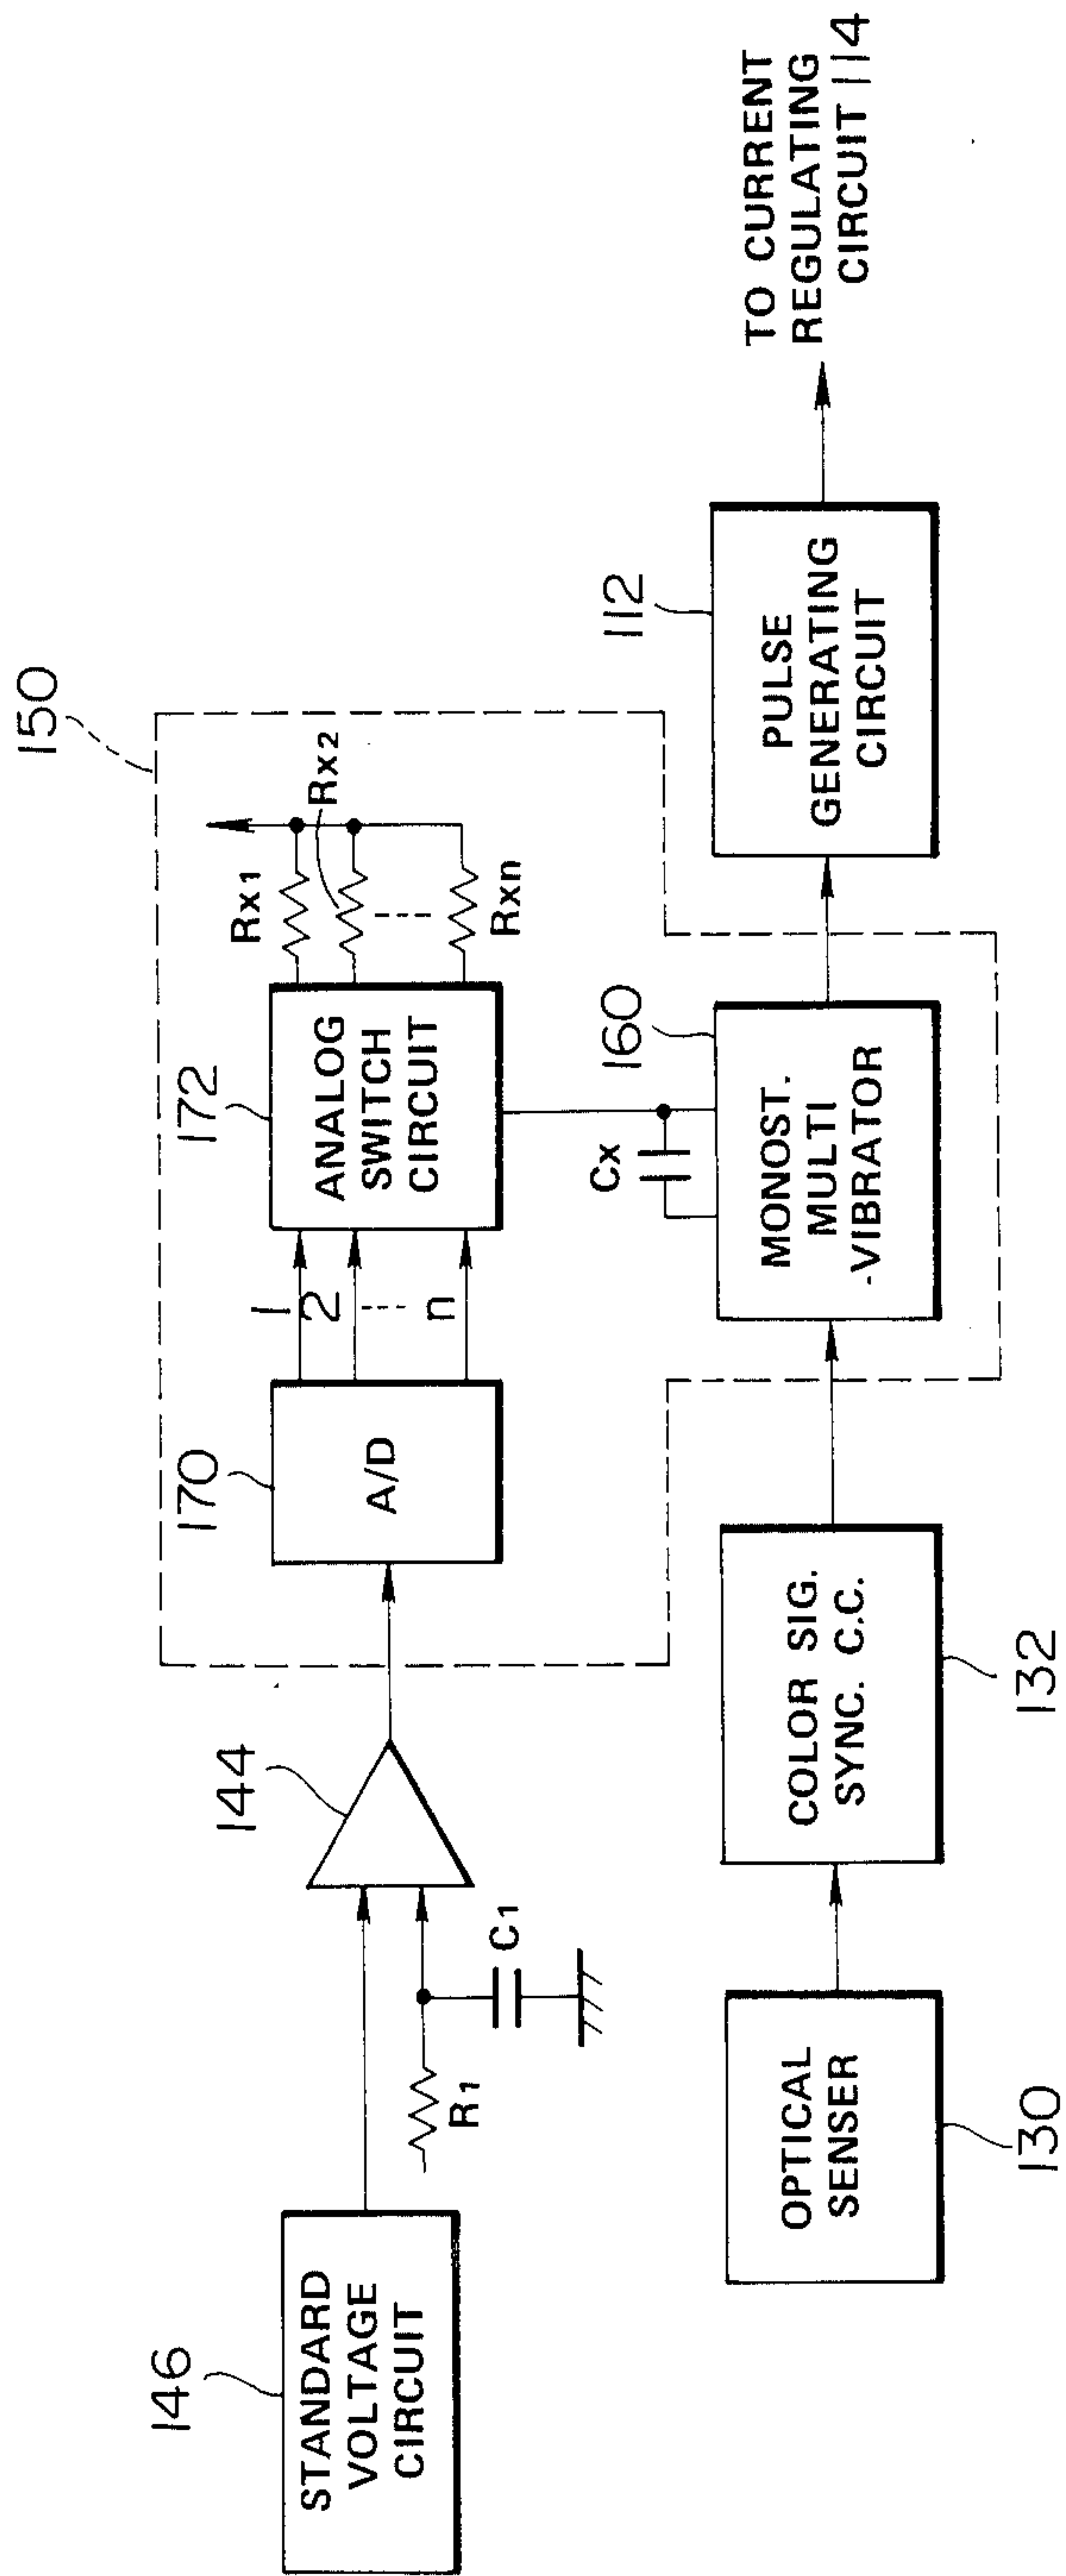 146
STANDARD
VOLTAGE
CIRCUIT
R1
C1
144
150
170
A/D
1
2
n
172
ANALOG
SWITCH
CIRCUIT
Rx1
Rx2
Rxn
Cx
160
MONOST.
MULTI
-VIBRATOR
OPTICAL
SENSER
130
COLOR SIG.
SYNC. C.C.
132
112
PULSE
GENERATING
CIRCUIT
TO CURRENT
REGULATING
CIRCUIT 114